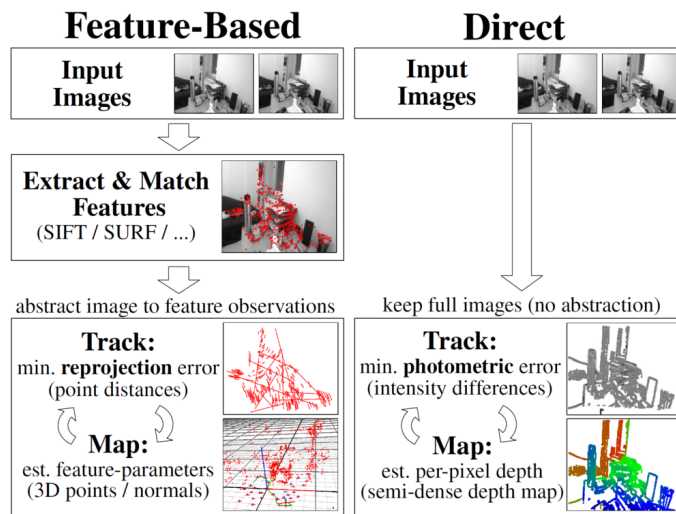 Feature-Based
Input
Images
Extract & Match
Features
(SIFT / SURF / ...)
abstract image to feature observations
Track:
min. reprojection error
(point distances)
Map:
est. feature-parameters
(3D points / normals)
Direct
Input
Images
keep full images (no abstraction)
Track:
min. photometric error
(intensity differences)
Map:
est. per-pixel depth
(semi-dense depth map)